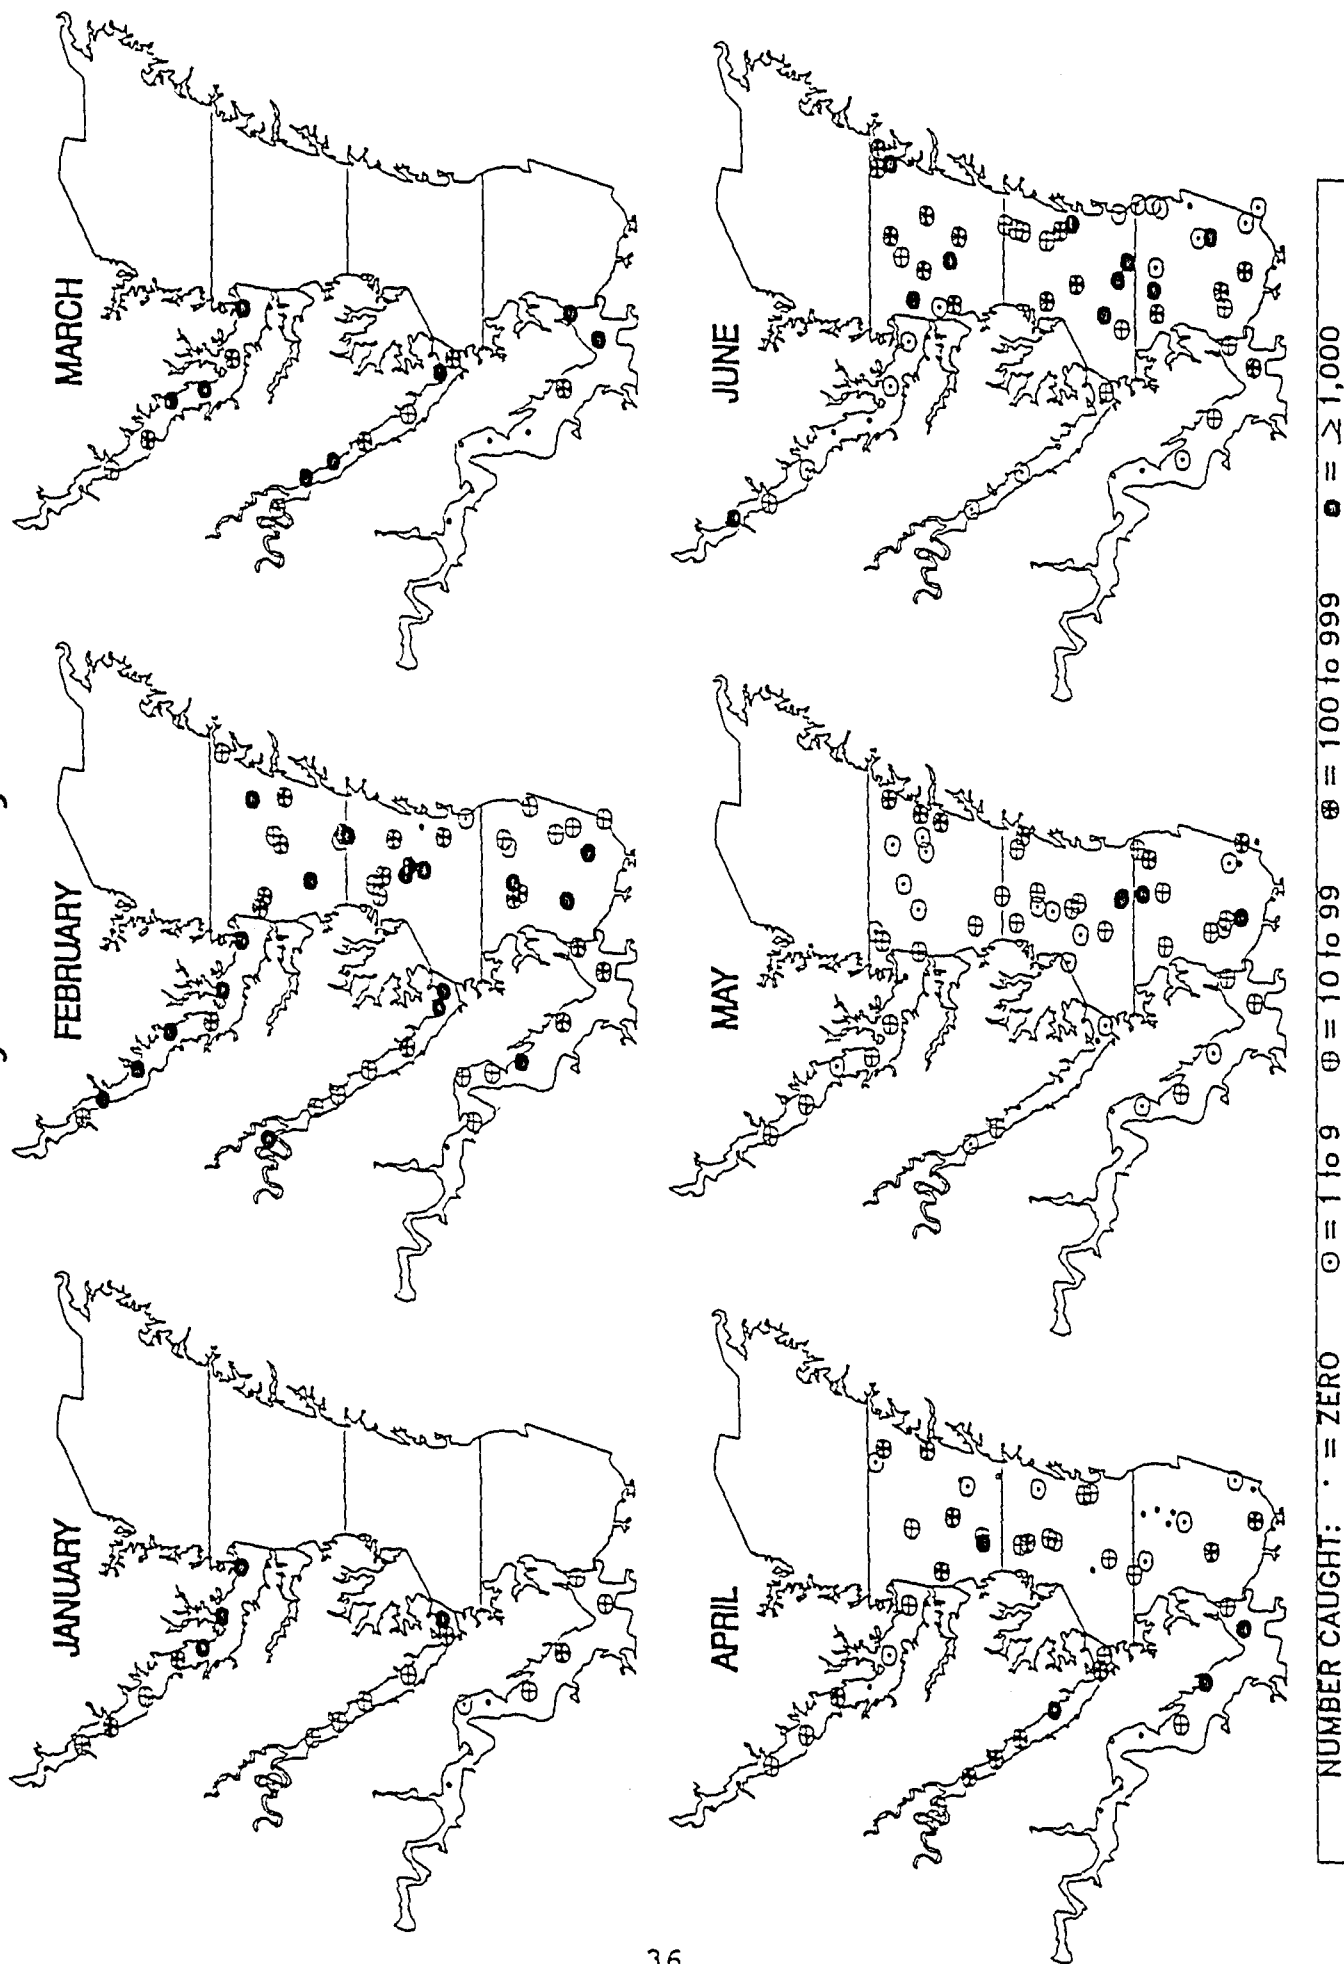 JANUARY
FEBRUARY
MARCH
APRIL
MAY
JUNE
NUMBER CAUGHT: · = ZERO ⊙ = 1 to 9 ⊕ = 10 to 99 = 100 to 999 = ≥ 1,000
36